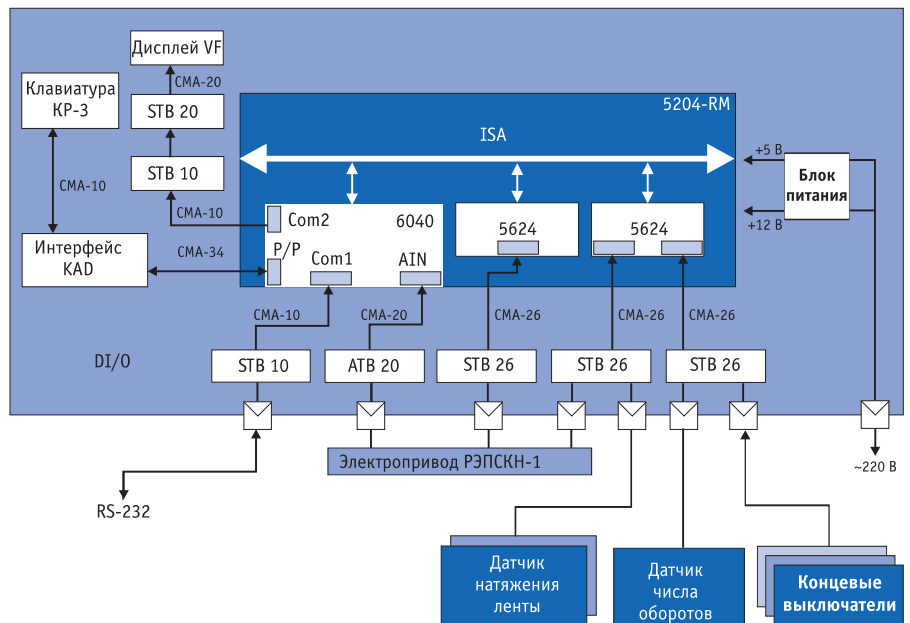 Дисплей VF
CMA-20
Клавиатура
КР-3
STB 20
5204-RM
ISA
STB 10
+5 В
Блок
питания
CMA-10
CMA-10
+12 В
Com2
6040
5624
5624
Интерфейс
KAD
CMA-34
P/P
Com1
AIN
CMA-10
CMA-20
CMA-26
CMA-26
CMA-26
DI/O
STB 10
ATB 20
STB 26
STB 26
STB 26
Электропривод РЭПСКН-1
~220 В
RS-232
Датчик
натяжения
ленты
Датчик
числа
оборотов
Концевые
выключатели